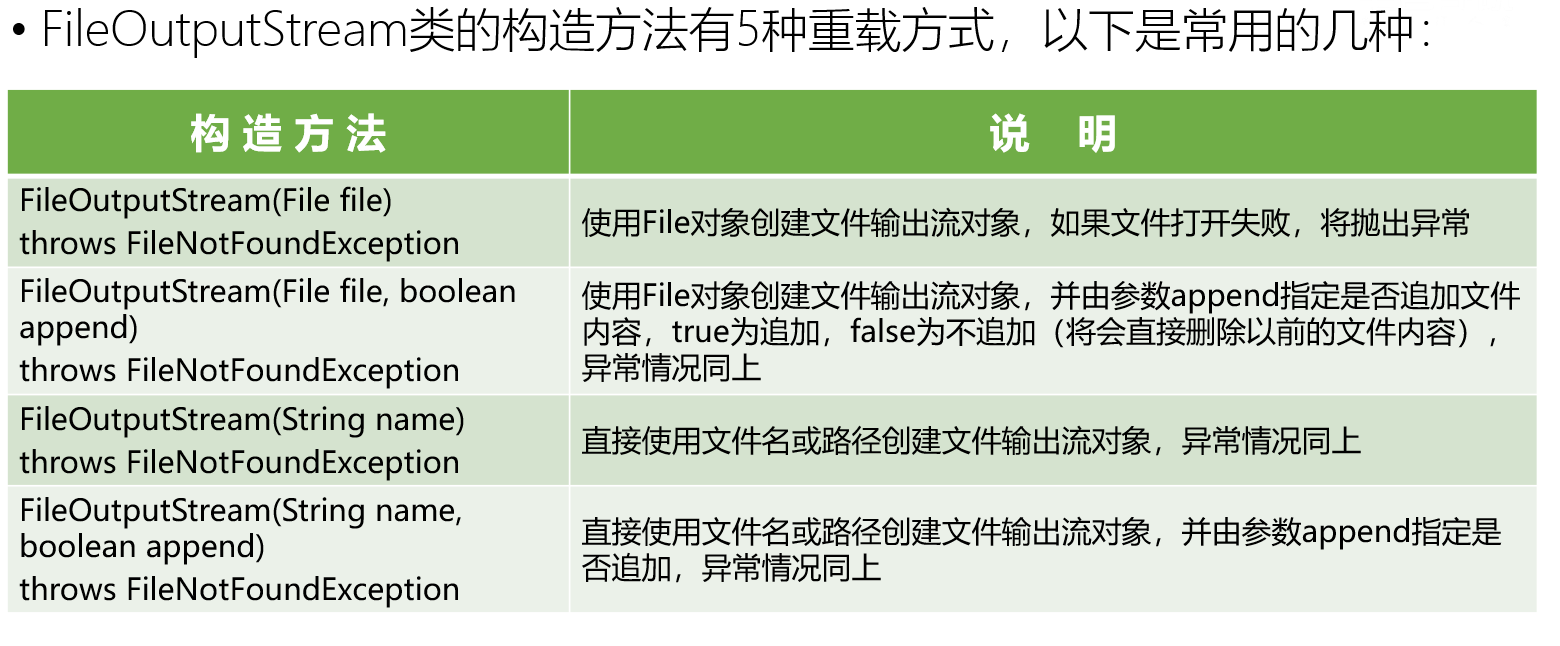 • FileOutputStream类的构造方法有5种重载方式，以下是常用的几种：
构 造 方 法
说 明
FileOutputStream(File file)
throws FileNotFoundException
使用File对象创建文件输出流对象，如果文件打开失败，将抛出异常
FileOutputStream(File file, boolean
append)
throws FileNotFoundException
使用File对象创建文件输出流对象，并由参数append指定是否追加文件
内容，true为追加，false为不追加（将会直接删除以前的文件内容），
异常情况同上
FileOutputStream(String name)
throws FileNotFoundException
直接使用文件名或路径创建文件输出流对象，异常情况同上
FileOutputStream(String name,
boolean append)
throws FileNotFoundException
直接使用文件名或路径创建文件输出流对象，并由参数append指定是
否追加，异常情况同上